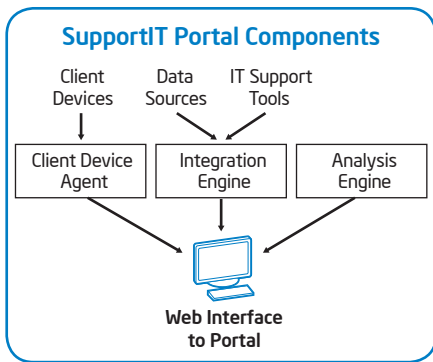 SupportIT Portal Components
Client Devices
Data Sources
IT Support Tools
Client Device Agent
Integration Engine
Analysis Engine
Web Interface
to Portal